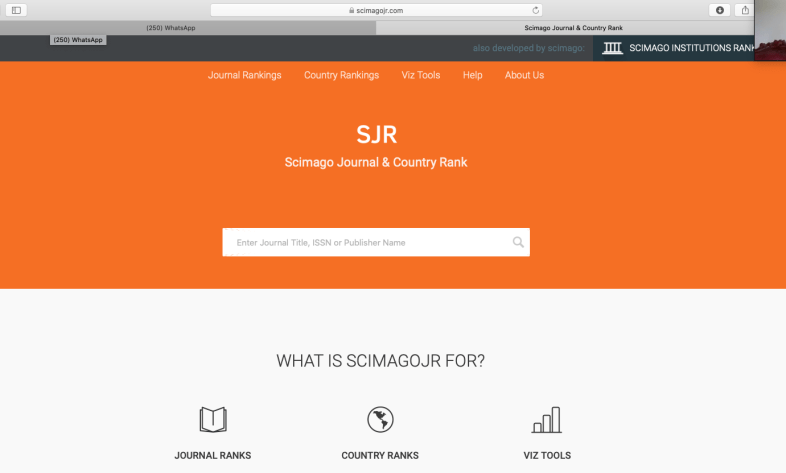 scimagojr.com
(250) WhatsApp
Scimago Journal & Country Rank
(250) WhatsApp
also developed by scimago:
SCIMAGO INSTITUTIONS RAN
Journal Rankings
Country Rankings
Viz Tools
Help
About Us
SJR
Scimago Journal & Country Rank
Enter Journal Title, ISSN or Publisher Name
WHAT IS SCIMAGOJR FOR?
JOURNAL RANKS
COUNTRY RANKS
VIZ TOOLS